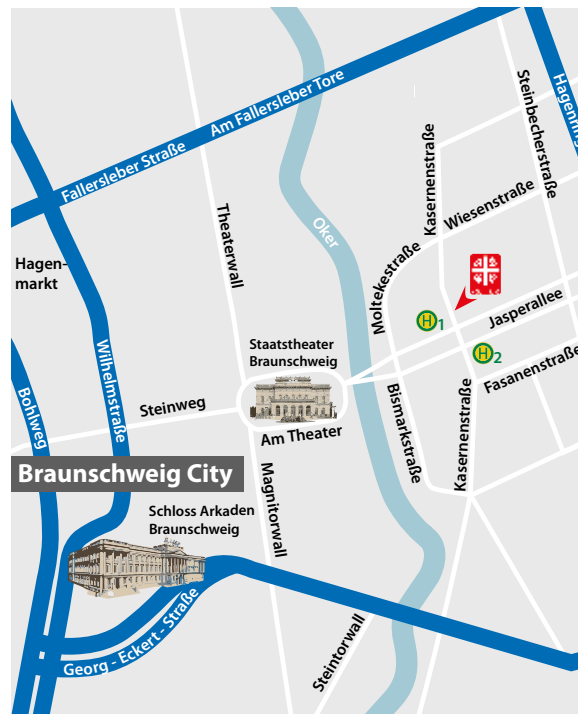 Am Fallersleber Tore
Fallersleber Straße
Hagenring
Steinbecherstraße
Kasernenstraße
Wiesenstraße
Theaterwall
Oker
Hagen-
markt
Moltekestraße
Jasperallee
H1
H2
Wilhelmstraße
Staatstheater
Braunschweig
Fasanenstraße
Bohlweg
Steinweg
Am Theater
Bismarkstraße
Kasernenstraße
Braunschweig City
Magnitorwall
Schloss Arkaden
Braunschweig
Georg - Eckert - Straße
Steintorwall